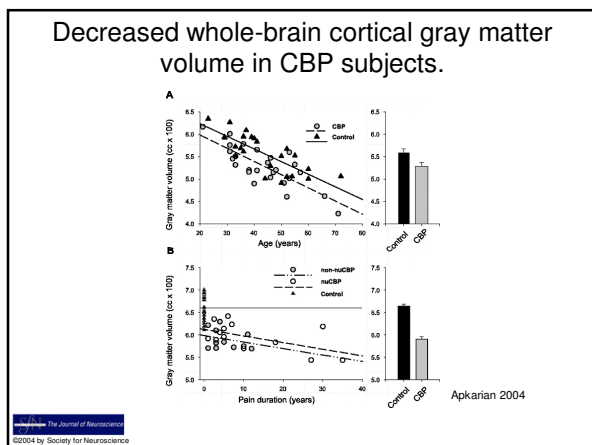 Decreased whole-brain cortical gray matter
volume in CBP subjects.
A
Gray matter volume (cc x 100)
6.5
6.0
5.5
5.0
4.5
4.0
20 30 40 50 60 70 80
Age (years)
CBP
Control
6.5
6.0
5.5
5.0
4.5
4.0
Control
CBP
B
Gray matter volume (cc x 100)
7.5
7.0
6.5
6.0
5.5
5.0
0 10 20 30 40
Pain duration (years)
non-nuCBP
nuCBP
Control
7.5
7.0
6.5
6.0
5.5
5.0
Control
CBP
Apkarian 2004
SfN The Journal of Neuroscience
©2004 by Society for Neuroscience